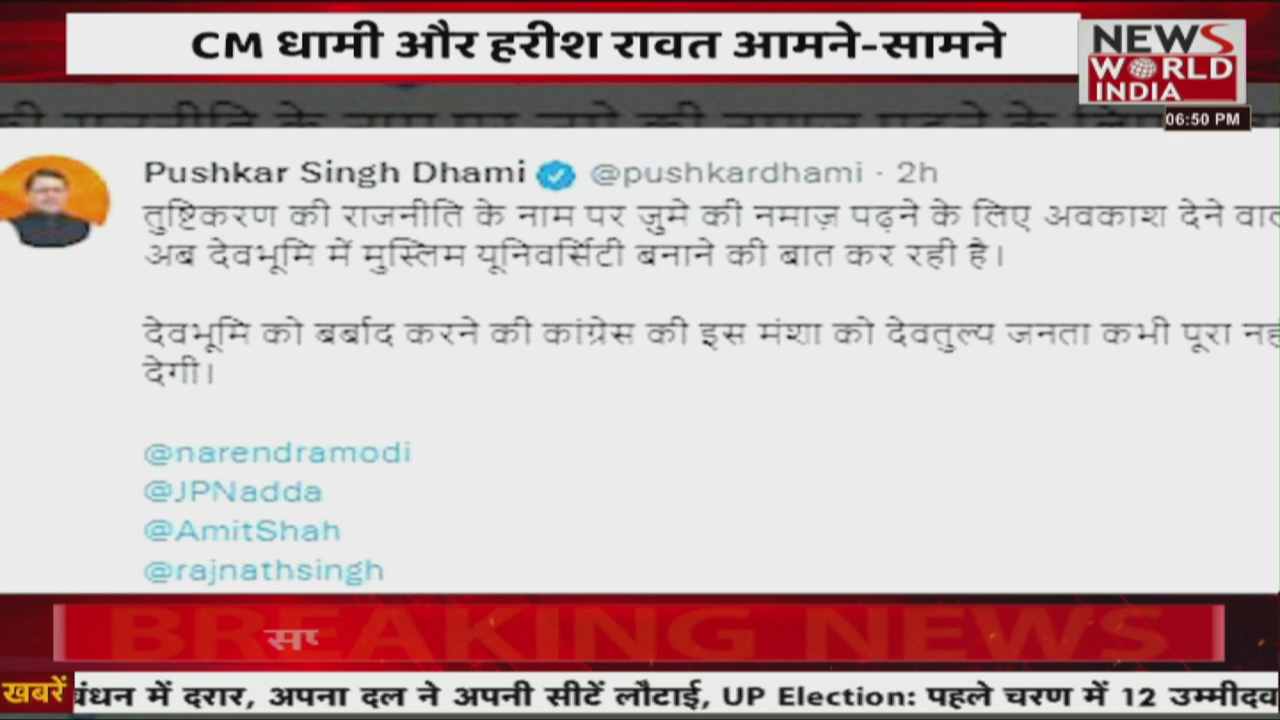 CM धामी और हरीश रावत आमने-सामने
NEWS
WORLD
INDIA
06:50 PM
Pushkar Singh Dhami @pushkardhami · 2h
तुष्टिकरण की राजनीति के नाम पर जुमे की नमाज़ पढ़ने के लिए अवकाश देने वाल
अब देवभूमि में मुस्लिम यूनिवर्सिटी बनाने की बात कर रही है।
देवभूमि को बर्बाद करने की कांग्रेस की इस मंशा को देवतुल्य जनता कभी पूरा नह
देगी।
@narendramodi
@JPNadda
@AmitShah
@rajnathsingh
BREAKING NEWS
सप
खबरें
बंधन में दरार, अपना दल ने अपनी सीटें लौटाई, UP Election: पहले चरण में 12 उम्मीदव